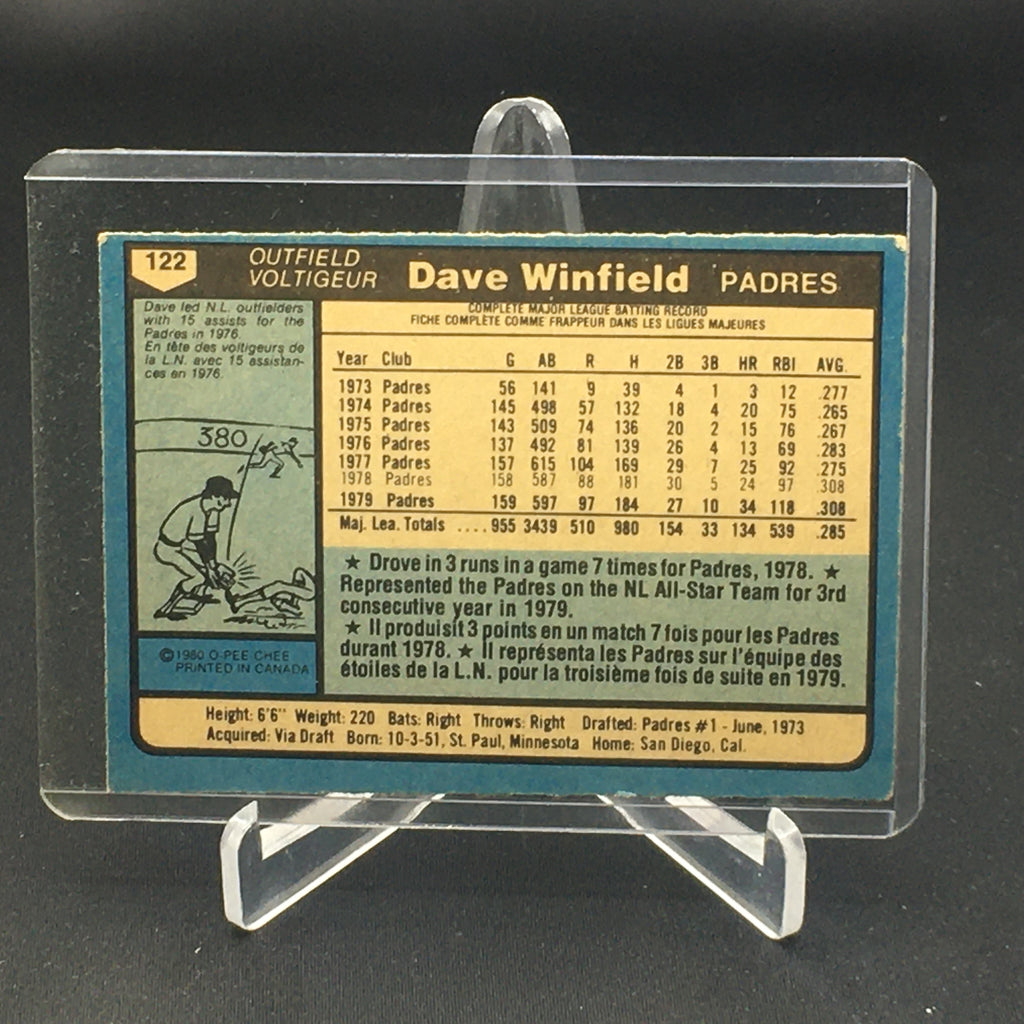 122
OUTFIELD
VOLTIGEUR
Dave Winfield
PADRES
Dave led N.L. outfielders
with 15 assists for the
Padres in 1976.
En tête des voltigeurs de
la L.N. avec 15 assistan-
ces en 1976.
380
©1980 O-PEE-CHEE
PRINTED IN CANADA
COMPLETE MAJOR LEAGUE BATTING RECORD
FICHE COMPLÈTE COMME FRAPPEUR DANS LES LIGUES MAJEURES
Year Club G AB R H 2B 3B HR RBI AVG.
1973 Padres 56 141 9 39 4 1 3 12 .277
1974 Padres 145 498 57 132 18 4 20 75 .265
1975 Padres 143 509 74 136 20 2 15 76 .267
1976 Padres 137 492 81 139 26 4 13 69 .283
1977 Padres 157 615 104 169 29 7 25 92 .275
1978 Padres 158 587 88 181 30 5 24 97 .308
1979 Padres 159 597 97 184 27 10 34 118 .308
Maj. Lea. Totals .... 955 3439 510 980 154 33 134 539 .285
★ Drove in 3 runs in a game 7 times for Padres, 1978. ★
Represented the Padres on the NL All-Star Team for 3rd
consecutive year in 1979.
★ Il produisit 3 points en un match 7 fois pour les Padres
durant 1978. ★ Il représenta les Padres sur l'équipe des
étoiles de la L.N. pour la troisième fois de suite en 1979.
Height: 6'6" Weight: 220 Bats: Right Throws: Right Drafted: Padres #1 - June, 1973
Acquired: Via Draft Born: 10-3-51, St. Paul, Minnesota Home: San Diego, Cal.